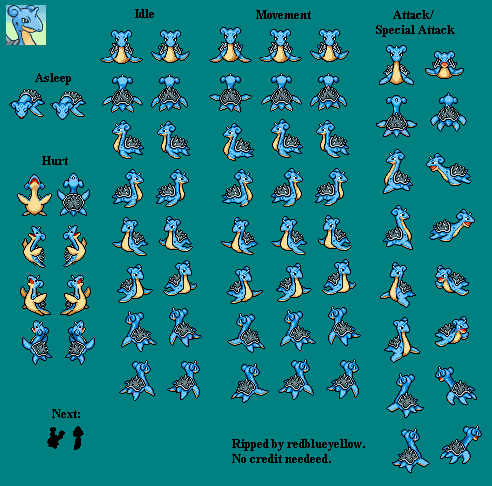 Idle
Movement
Attack/
Special Attack
Asleep
Hurt
Next:
Ripped by redblueyellow.
No credit needeed.